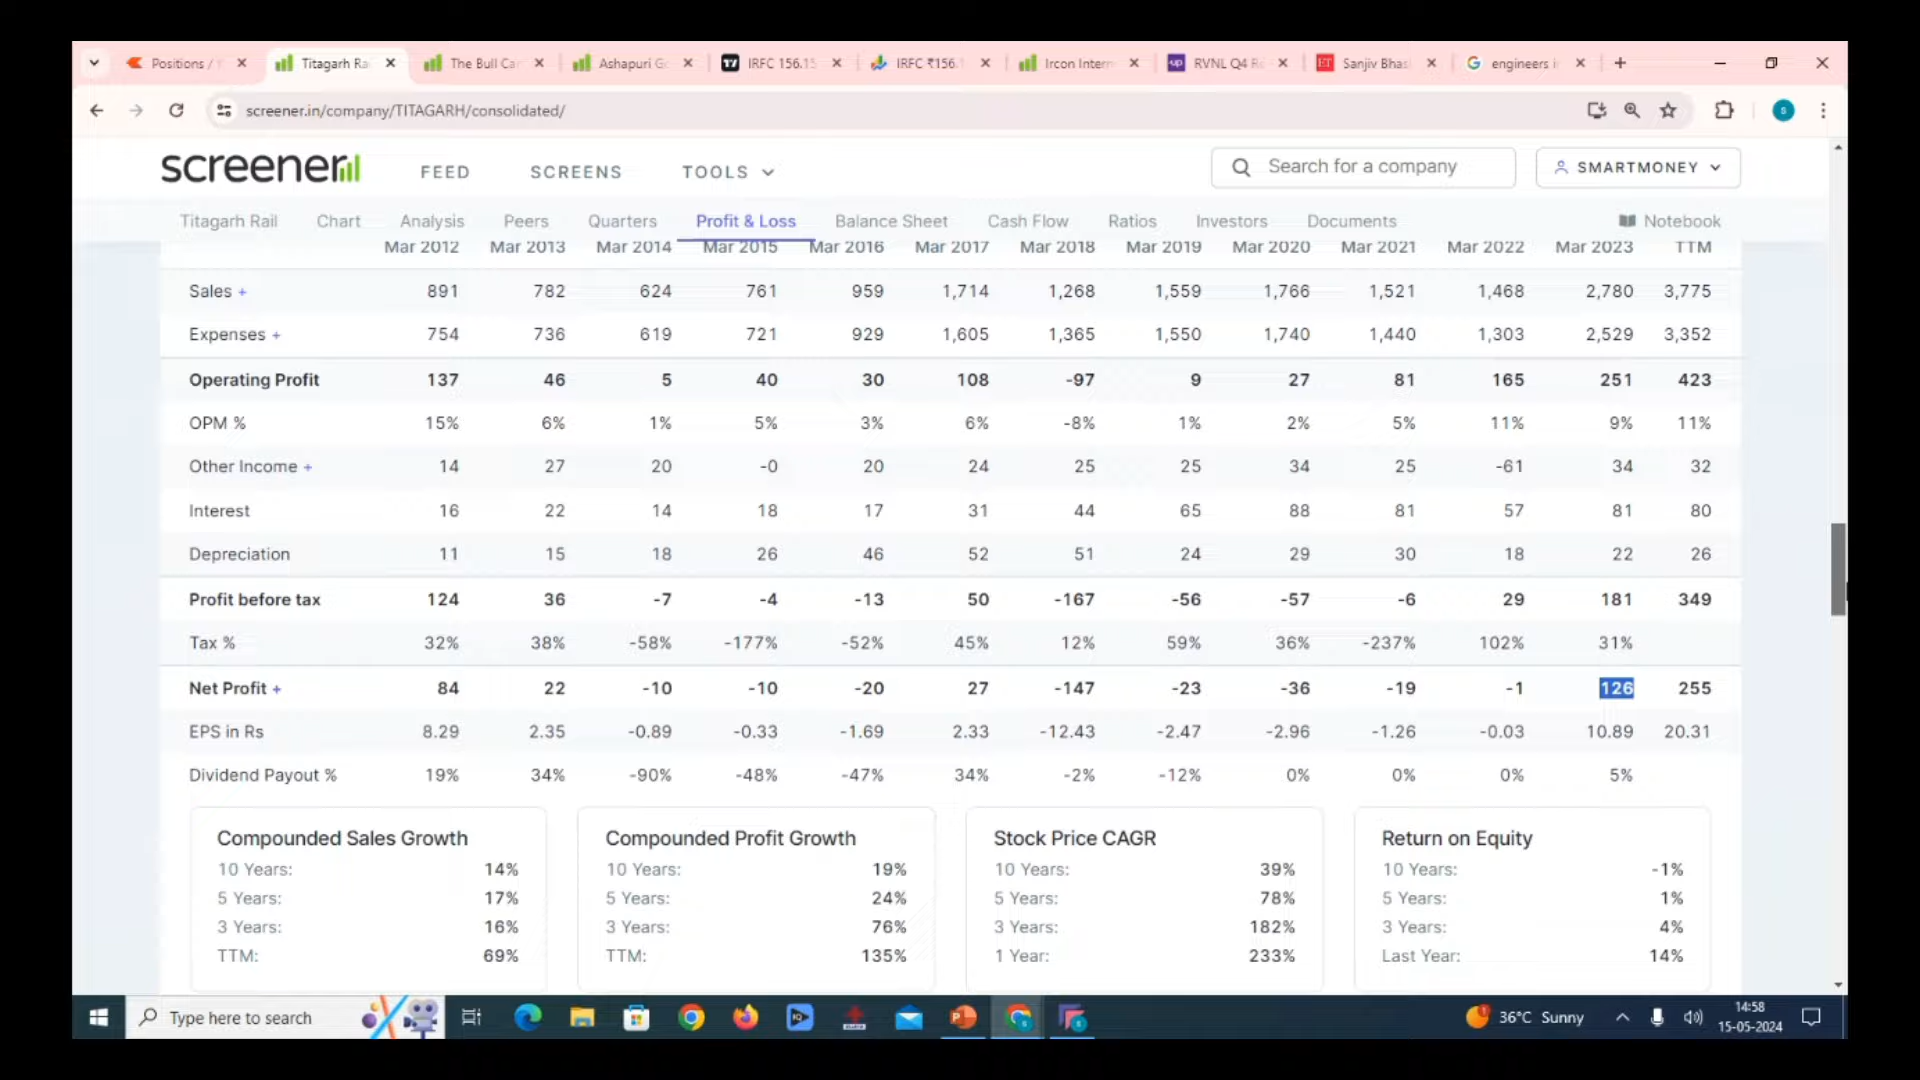 Positions /
Titagarh Ra
The Bull Ca
Ashapuri Go
IRFC 156.15
IRFC ₹156.
Ircon Intern
RVNL Q4 Re
Sanjiv Bhas
engineers i
screener.in/company/TITAGARH/consolidated/
screener
FEED SCREENS TOOLS
Search for a company
SMARTMONEY
Titagarh Rail Chart Analysis Peers Quarters Profit & Loss Balance Sheet Cash Flow Ratios Investors Documents Notebook
Mar 2012 Mar 2013 Mar 2014 Mar 2015 Mar 2016 Mar 2017 Mar 2018 Mar 2019 Mar 2020 Mar 2021 Mar 2022 Mar 2023 TTM
Sales + 891 782 624 761 959 1,714 1,268 1,559 1,766 1,521 1,468 2,780 3,775
Expenses + 754 736 619 721 929 1,605 1,365 1,550 1,740 1,440 1,303 2,529 3,352
Operating Profit 137 46 5 40 30 108 -97 9 27 81 165 251 423
OPM % 15% 6% 1% 5% 3% 6% -8% 1% 2% 5% 11% 9% 11%
Other Income + 14 27 20 -0 20 24 25 25 34 25 -61 34 32
Interest 16 22 14 18 17 31 44 65 88 81 57 81 80
Depreciation 11 15 18 26 46 52 51 24 29 30 18 22 26
Profit before tax 124 36 -7 -4 -13 50 -167 -56 -57 -6 29 181 349
Tax % 32% 38% -58% -177% -52% 45% 12% 59% 36% -237% 102% 31%
Net Profit + 84 22 -10 -10 -20 27 -147 -23 -36 -19 -1 126 255
EPS in Rs 8.29 2.35 -0.89 -0.33 -1.69 2.33 -12.43 -2.47 -2.96 -1.26 -0.03 10.89 20.31
Dividend Payout % 19% 34% -90% -48% -47% 34% -2% -12% 0% 0% 0% 5%
Compounded Sales Growth
10 Years: 14%
5 Years: 17%
3 Years: 16%
TTM: 69%
Compounded Profit Growth
10 Years: 19%
5 Years: 24%
3 Years: 76%
TTM: 135%
Stock Price CAGR
10 Years: 39%
5 Years: 78%
3 Years: 182%
1 Year: 233%
Return on Equity
10 Years: -1%
5 Years: 1%
3 Years: 4%
Last Year: 14%
Type here to search
36°C Sunny
14:58
15-05-2024